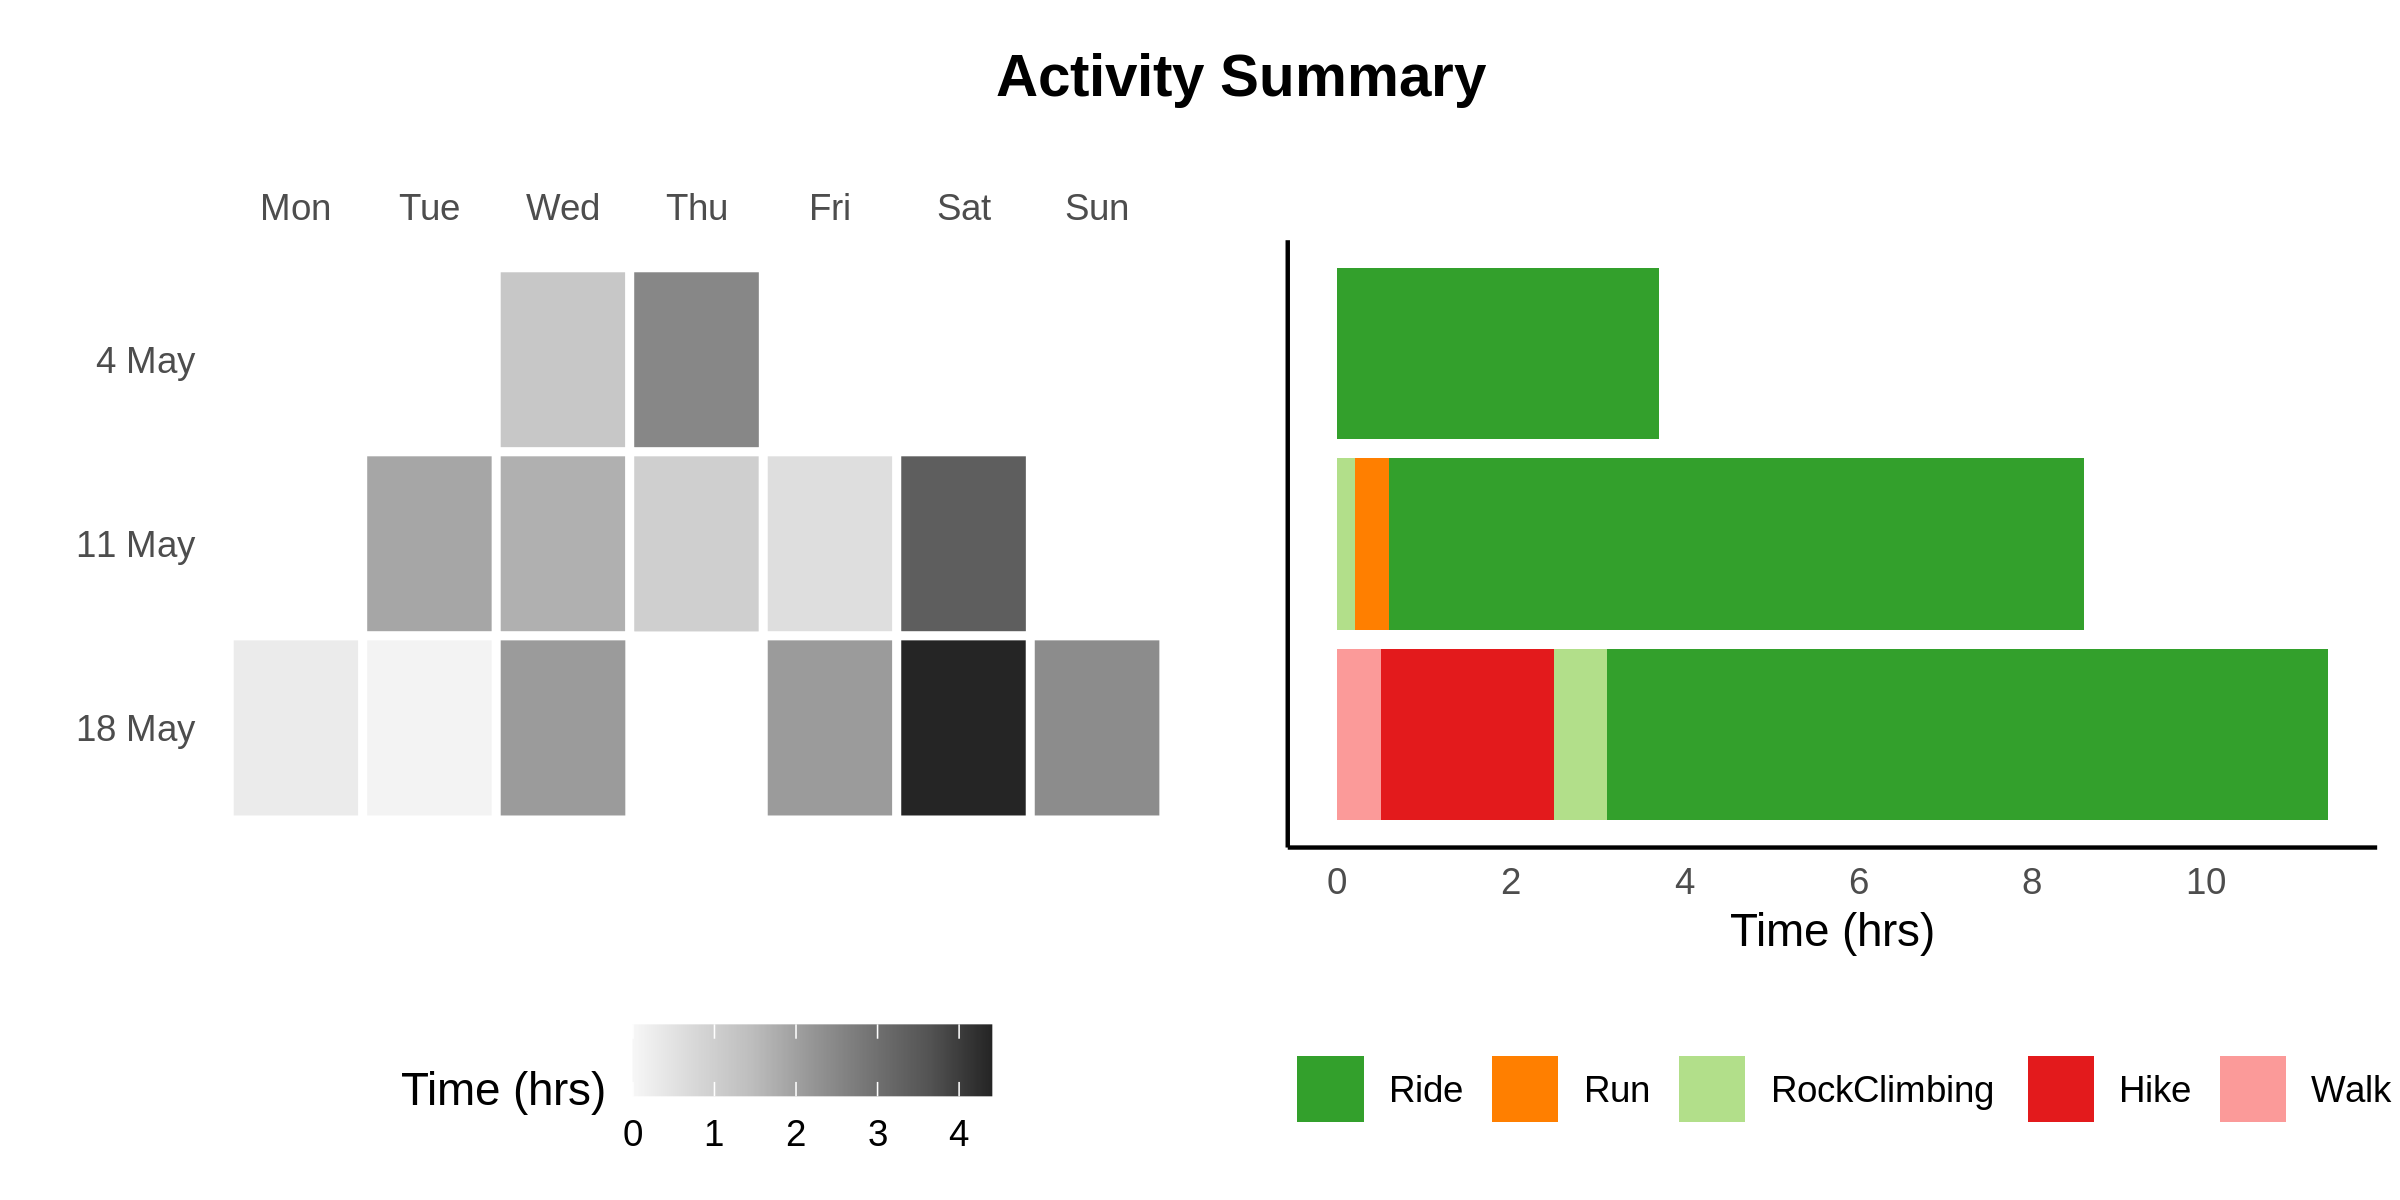 Activity Summary
Mon Tue Wed Thu Fri Sat Sun
4 May
11 May
18 May
0 2 4 6 8 10
Time (hrs)
Time (hrs)
0 1 2 3 4
Ride Run RockClimbing Hike Walk